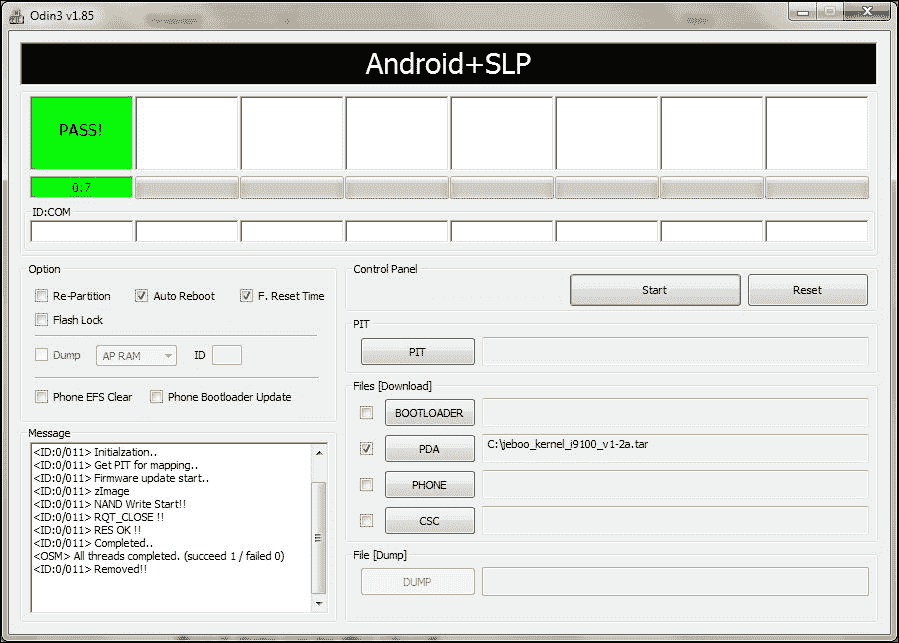 Odin3 v1.85
Android+SLP
PASS!
0:7
ID:COM
Option
Re-Partition
Auto Reboot
F. Reset Time
Flash Lock
Dump
AP RAM
ID
Phone EFS Clear
Phone Bootloader Update
Message
<ID:0/011> Initialzation..
<ID:0/011> Get PIT for mapping..
<ID:0/011> Firmware update start..
<ID:0/011> zImage
<ID:0/011> NAND Write Start!!
<ID:0/011> RQT_CLOSE !!
<ID:0/011> RES OK !!
<ID:0/011> Completed..
<OSM> All threads completed. (succeed 1 / failed 0)
<ID:0/011> Removed!!
Control Panel
Start
Reset
PIT
PIT
Files [Download]
BOOTLOADER
PDA
C:\jeboo_kernel_i9100_v1-2a.tar
PHONE
CSC
File [Dump]
DUMP